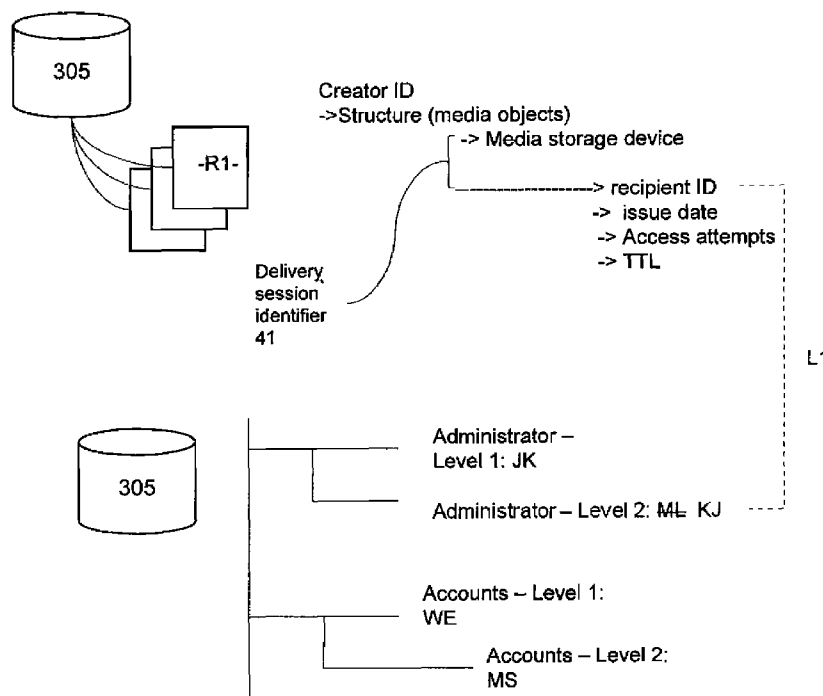 305
Creator ID
->Structure (media objects)
-> Media storage device
-R1-
> recipient ID
-> issue date
-> Access attempts
-> TTL
Delivery
session
identifier
41
L1
Administrator –
Level 1: JK
305
Administrator – Level 2: ML KJ
Accounts – Level 1:
WE
Accounts – Level 2:
MS